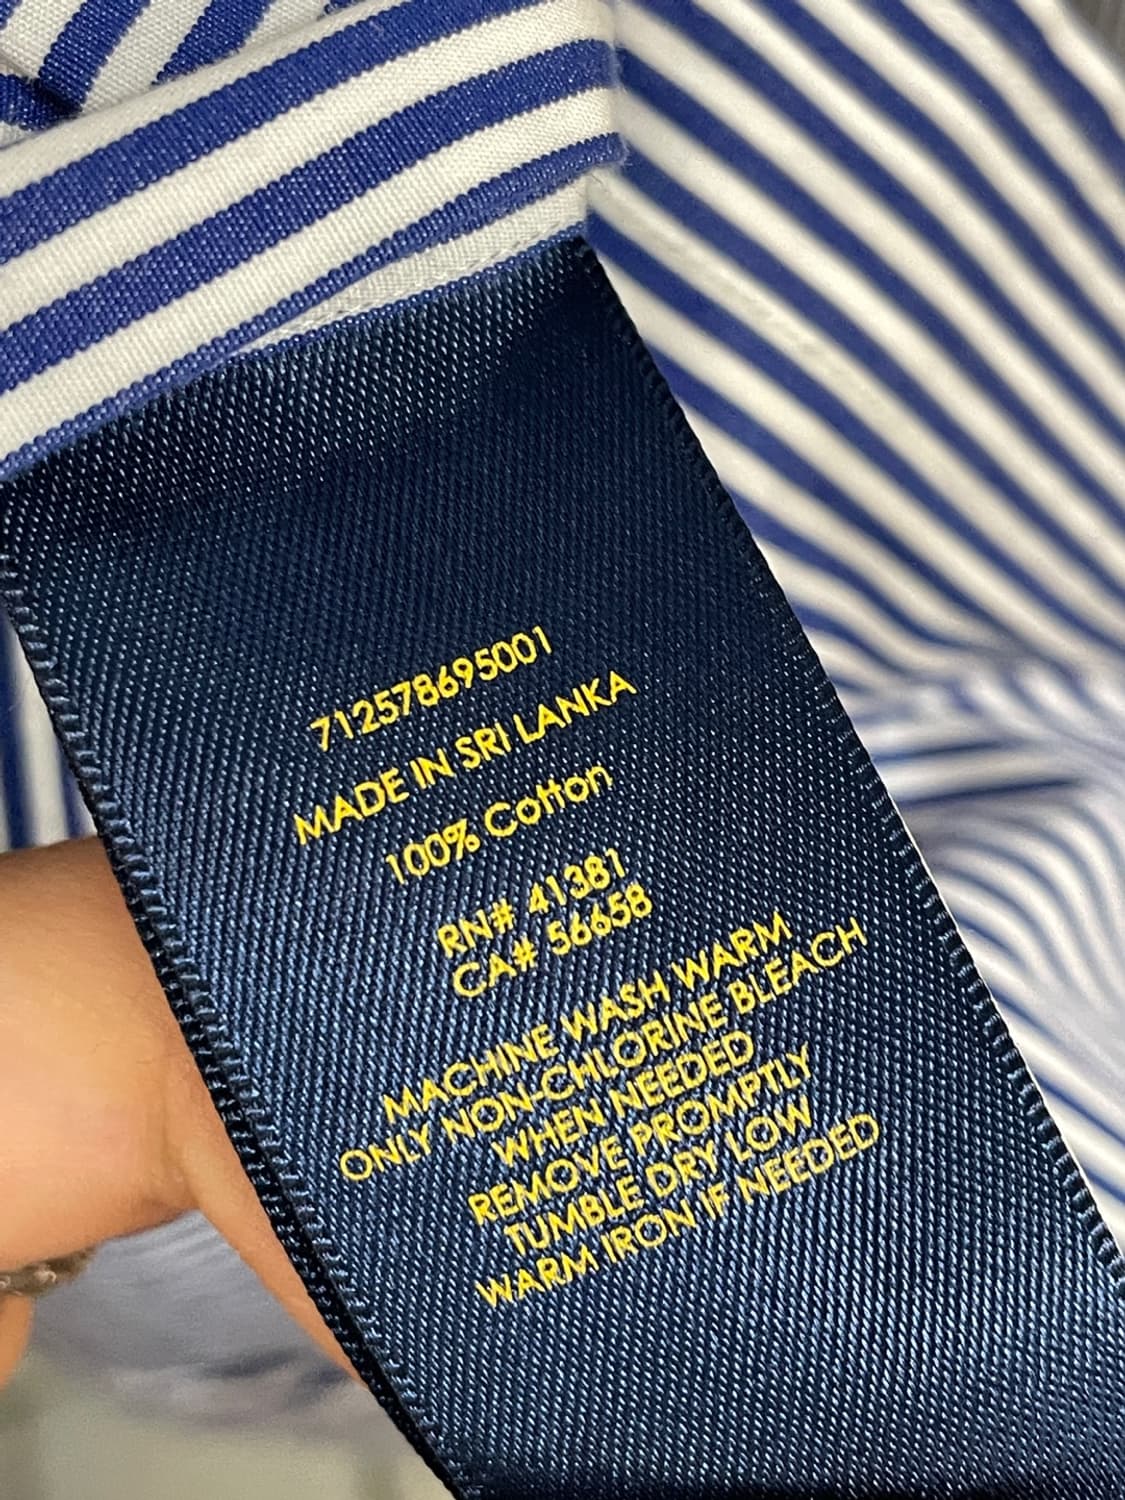 712578695001
MADE IN SRI LANKA
100% Cotton
RN# 41381
CA# 56658
MACHINE WASH WARM
ONLY NON-CHLORINE BLEACH
WHEN NEEDED
REMOVE PROMPTLY
TUMBLE DRY LOW
WARM IRON IF NEEDED